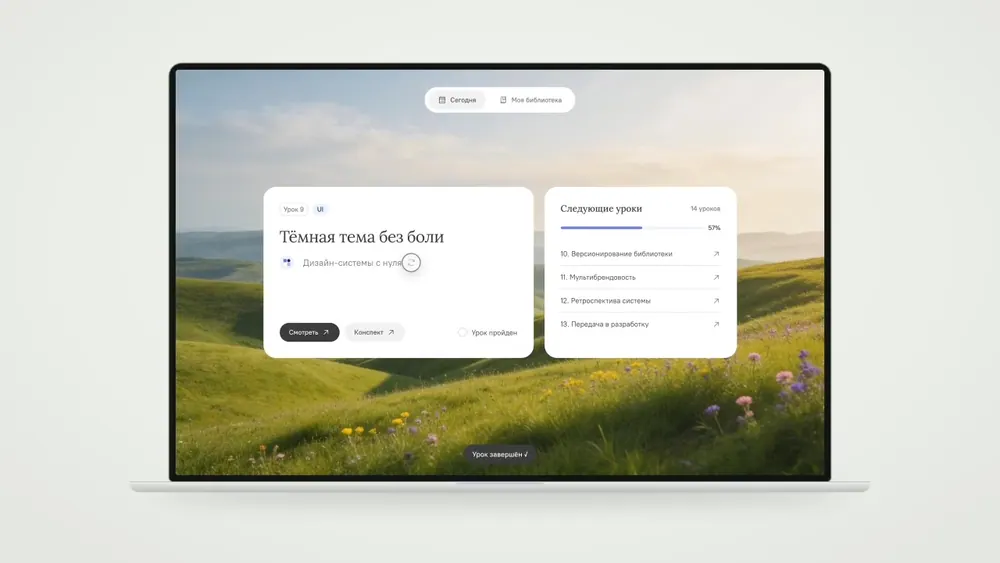 Сегодня
Моя библиотека
Урок 9
UI
Тёмная тема без боли
Дизайн-системы с нуля
Смотреть
Конспект
Урок пройден
Следующие уроки
14 уроков
57%
10. Версионирование библиотеки
11. Мультибрендовость
12. Ретроспектива системы
13. Передача в разработку
Урок завершён √